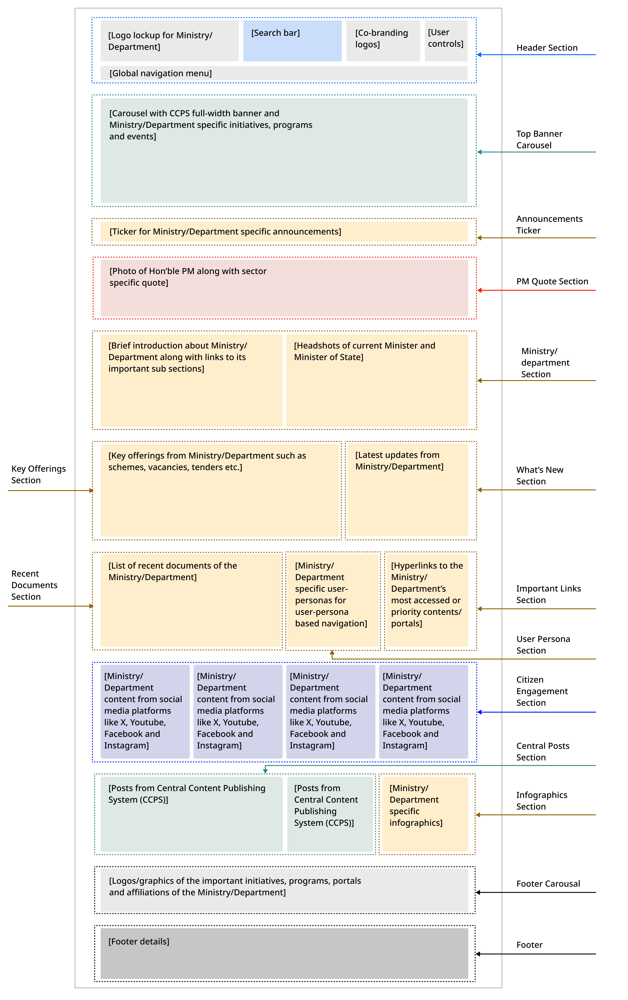 [Logo lockup for Ministry/
Department]
[Search bar]
[Co-branding
logos]
[User
controls]
[Global navigation menu]
Header Section
[Carousel with CCPS full-width banner and
Ministry/Department specific initiatives, programs
and events]
Top Banner
Carousel
[Ticker for Ministry/Department specific announcements]
Announcements
Ticker
[Photo of Hon’ble PM along with sector
specific quote]
PM Quote Section
[Brief introduction about Ministry/
Department along with links to its
important sub sections]
[Headshots of current Minister and
Minister of State]
Ministry/
department
Section
Key Offerings
Section
[Key offerings from Ministry/Department such as
schemes, vacancies, tenders etc.]
[Latest updates from
Ministry/Department]
What’s New
Section
Recent
Documents
Section
[List of recent documents of the
Ministry/Department]
[Ministry/
Department
specific user-
personas for
user-persona
based navigation]
[Hyperlinks to the
Ministry/
Department’s
most accessed or
priority contents/
portals]
Important Links
Section
User Persona
Section
[Ministry/
Department
content from social
media platforms
like X, Youtube,
Facebook and
Instagram]
[Ministry/
Department
content from social
media platforms
like X, Youtube,
Facebook and
Instagram]
[Ministry/
Department
content from social
media platforms
like X, Youtube,
Facebook and
Instagram]
[Ministry/
Department
content from social
media platforms
like X, Youtube,
Facebook and
Instagram]
Citizen
Engagement
Section
Central Posts
Section
[Posts from Central Content Publishing
System (CCPS)]
[Posts from
Central Content
Publishing
System (CCPS)]
[Ministry/
Department
specific
infographics]
Infographics
Section
[Logos/graphics of the important initiatives, programs, portals
and affiliations of the Ministry/Department]
Footer Carousal
[Footer details]
Footer